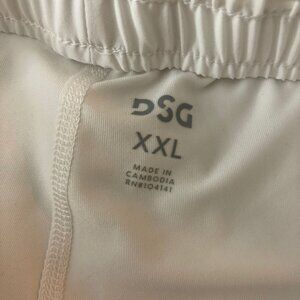 DSG
XXL
MADE IN
CAMBODIA
RN#104141